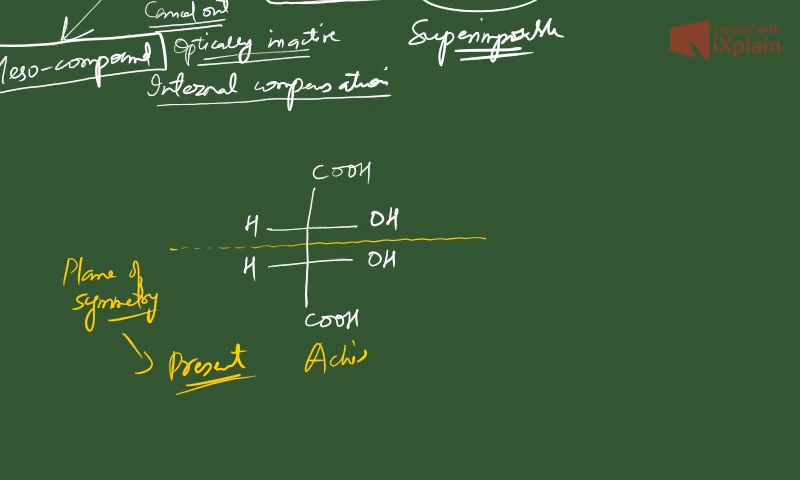 Cancel out
Meso-compound
Optically inactive
Superimposable
Internal compensation
created with
iXplain
COOH
H OH
H OH
Plane of
symmetry
COOH
Present
Achi